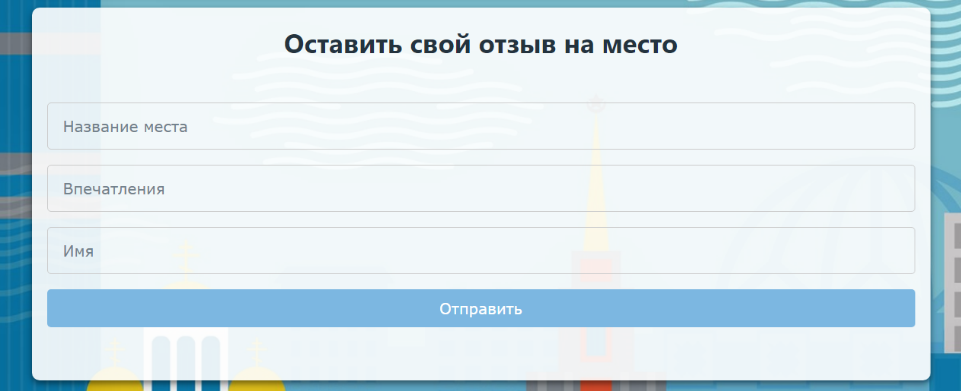 Оставить свой отзыв на место
Название места
Впечатления
Имя
Отправить